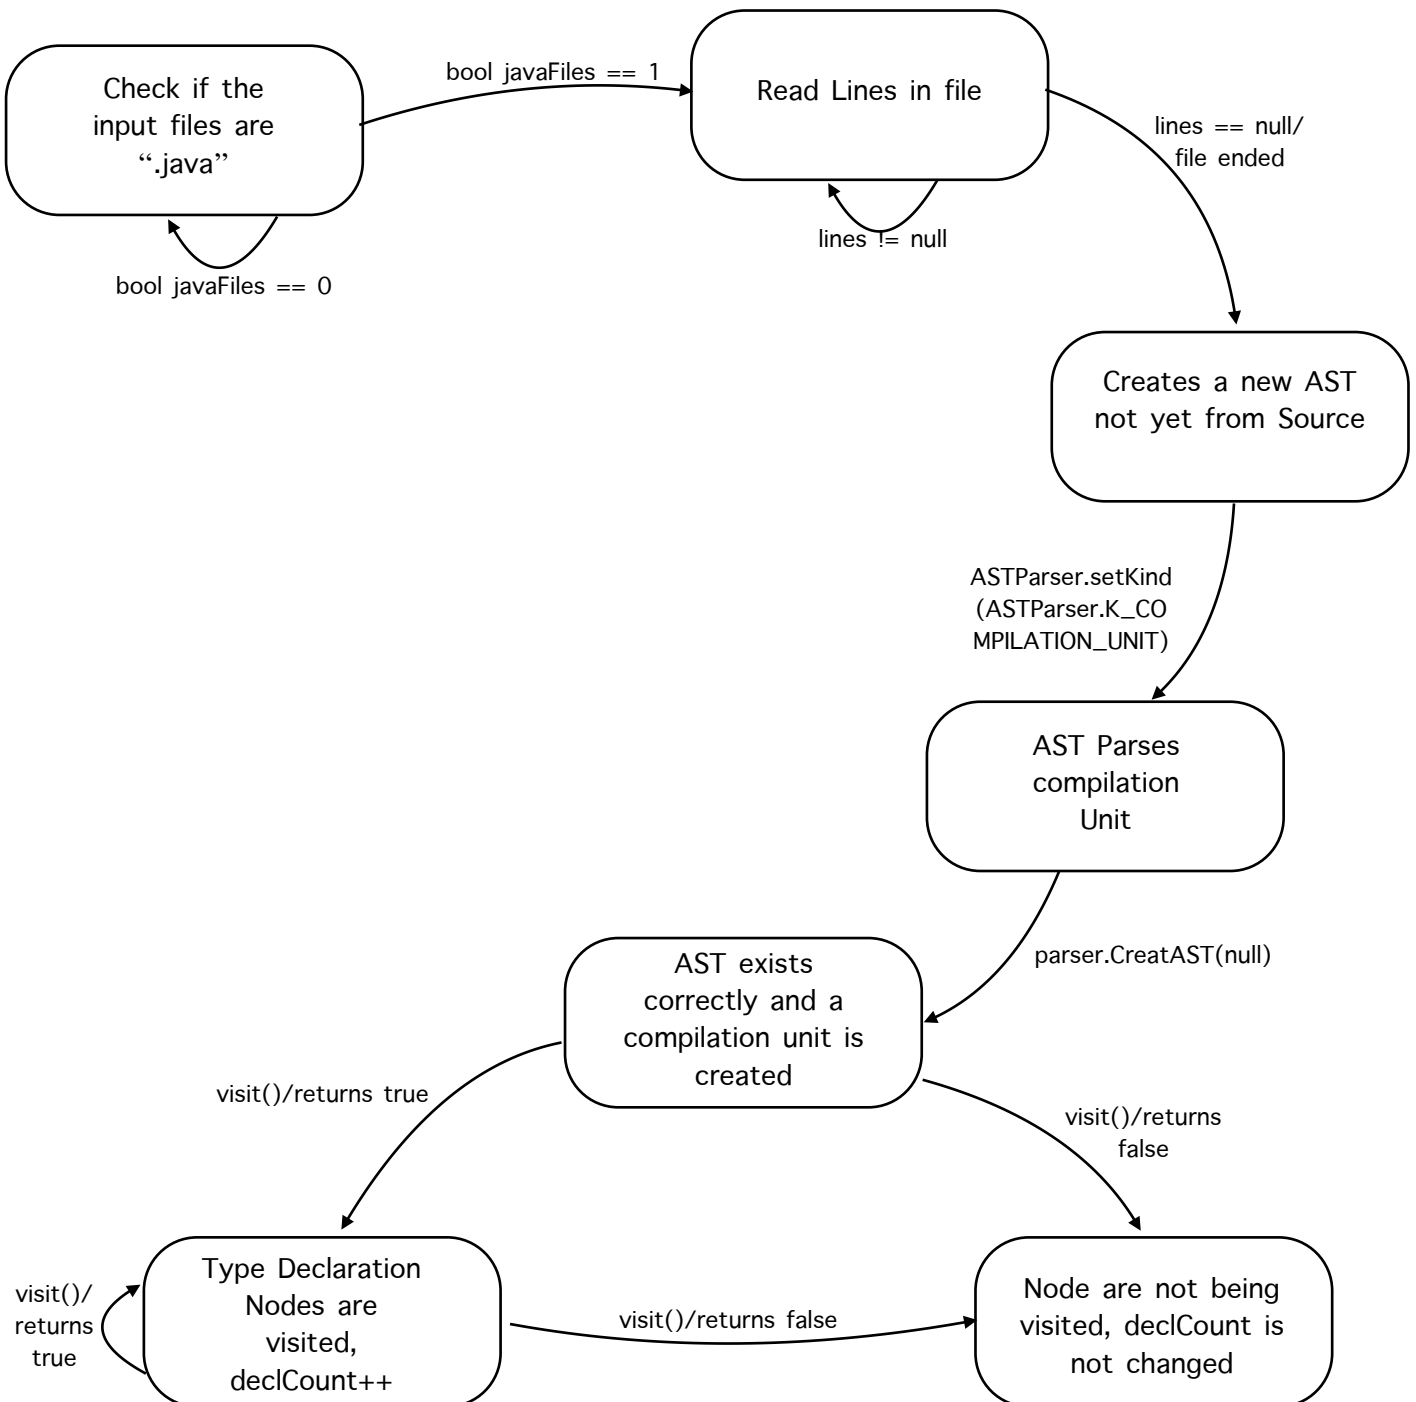 Check if the
input files are
“.java”
bool javaFiles == 1
Read Lines in file
lines == null/
file ended
bool javaFiles == 0
lines != null
Creates a new AST
not yet from Source
ASTParser.setKind
(ASTParser.K_CO
MPILATION_UNIT)
AST Parses
compilation
Unit
parser.CreatAST(null)
AST exists
correctly and a
compilation unit is
created
visit()/returns true
visit()/returns
false
Type Declaration
Nodes are
visited,
declCount++
visit()/
returns
true
visit()/returns false
Node are not being
visited, declCount is
not changed